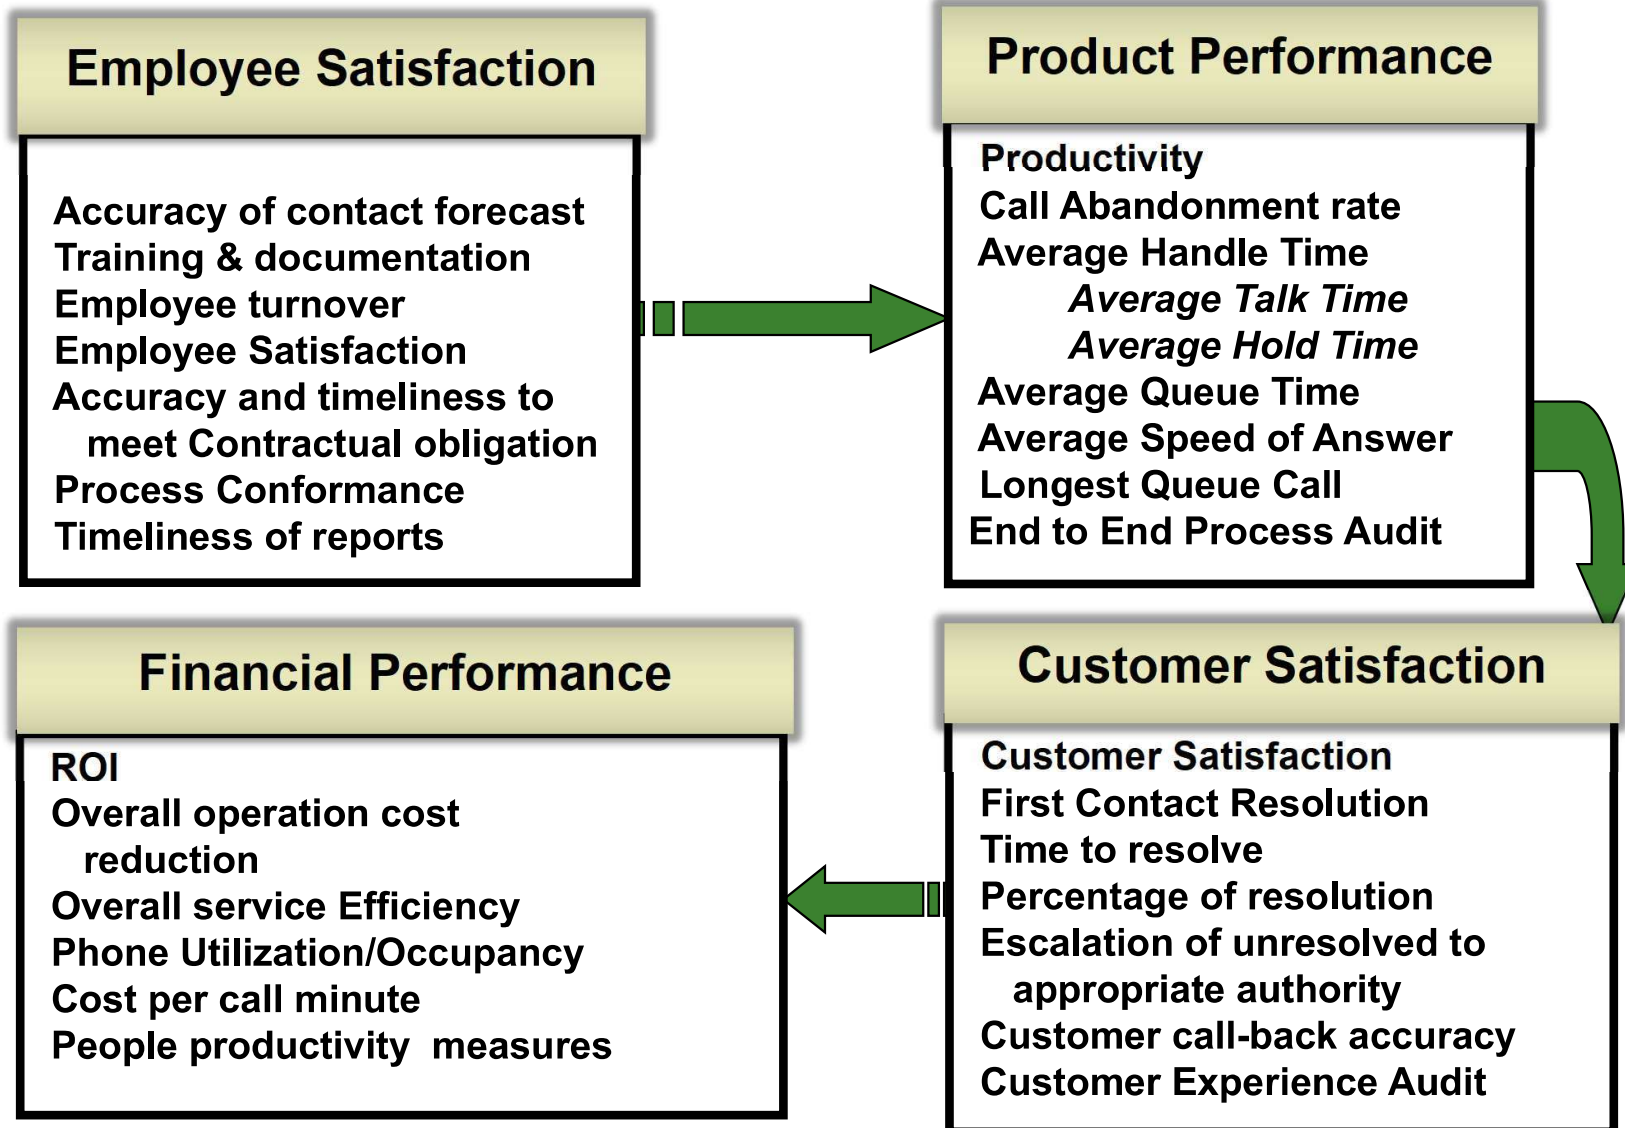 Employee Satisfaction
Accuracy of contact forecast
Training & documentation
Employee turnover
Employee Satisfaction
Accuracy and timeliness to
meet Contractual obligation
Process Conformance
Timeliness of reports
Product Performance
Productivity
Call Abandonment rate
Average Handle Time
Average Talk Time
Average Hold Time
Average Queue Time
Average Speed of Answer
Longest Queue Call
End to End Process Audit
Customer Satisfaction
Customer Satisfaction
First Contact Resolution
Time to resolve
Percentage of resolution
Escalation of unresolved to
appropriate authority
Customer call-back accuracy
Customer Experience Audit
Financial Performance
ROI
Overall operation cost
reduction
Overall service Efficiency
Phone Utilization/Occupancy
Cost per call minute
People productivity measures